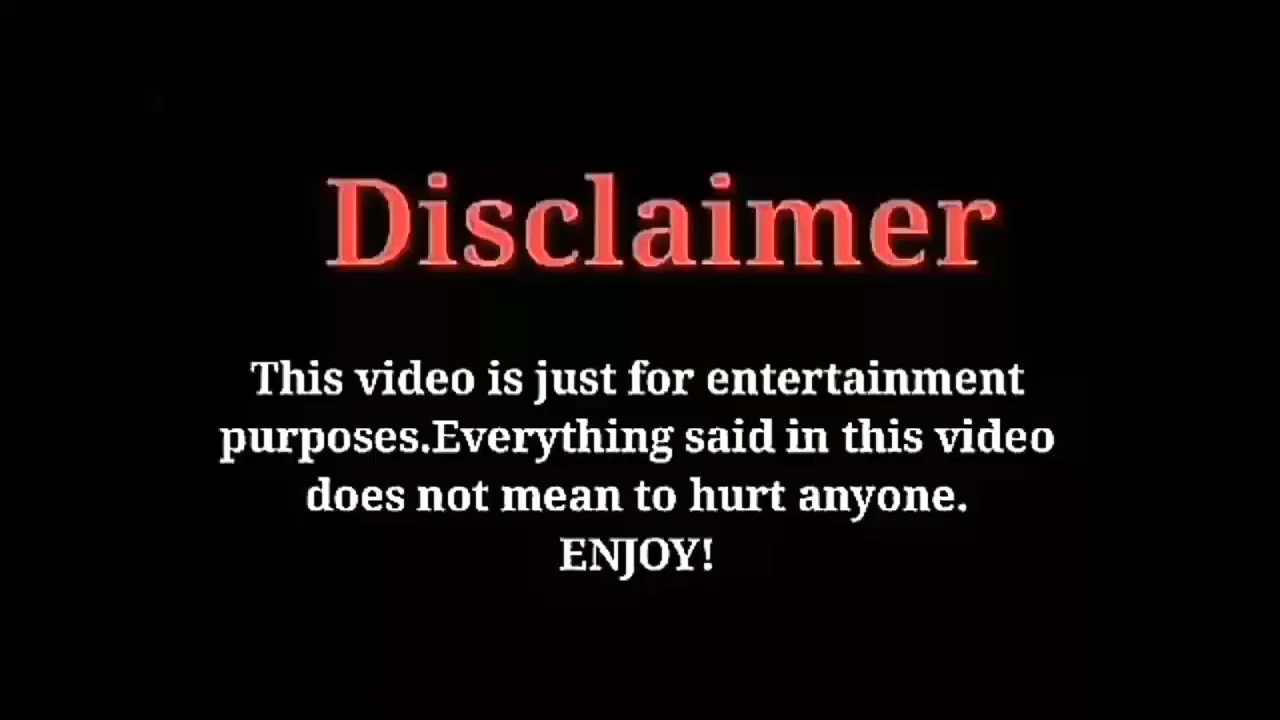 Disclaimer
This video is just for entertainment
purposes.Everything said in this video
does not mean to hurt anyone.
ENJOY!